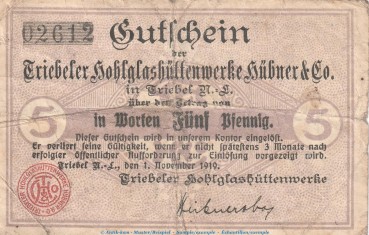 02612 Gutschein
der
Triebeler Hohlglashüttenwerke Hübner & Co.
in Triebel N.-L.
über den Betrag von
5 in Worten Fünf Pfennig. 5
Dieser Gutschein wird in unserem Kontor eingelöst.
Er verliert seine Gültigkeit, wenn er nicht spätestens 3 Monate nach
erfolgter öffentlicher Aufforderung zur Einlösung vorgezeigt wird.
Triebel N.-L., den 1. November 1919.
Triebeler Hohlglashüttenwerke